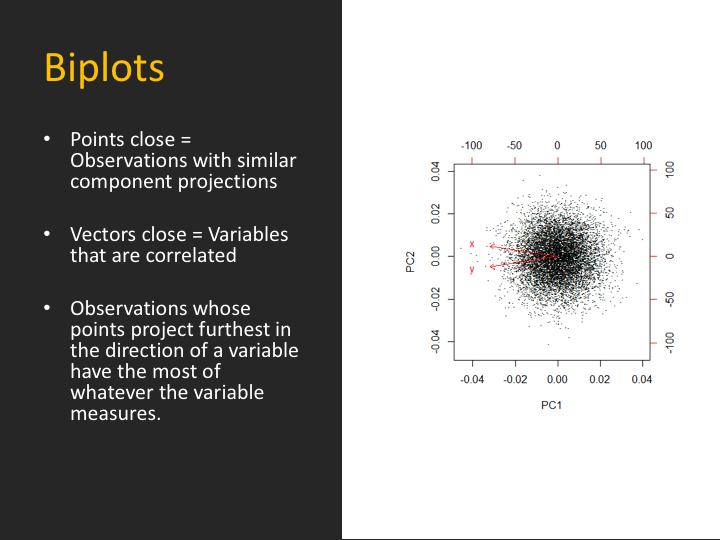 Biplots
• Points close =
Observations with similar
component projections
• Vectors close = Variables
that are correlated
• Observations whose
points project furthest in
the direction of a variable
have the most of
whatever the variable
measures.
-100 -50 0 50 100
0.04
0.02
0.00
-0.02
-0.04
PC2
x
y
100
50
0
-50
-100
-0.04 -0.02 0.00 0.02 0.04
PC1